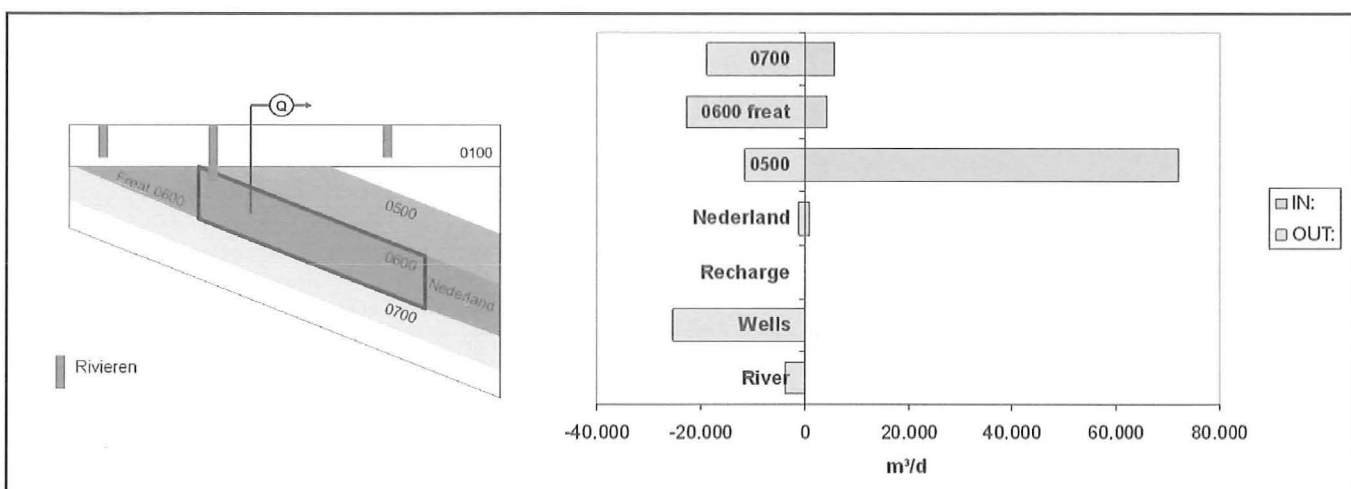 Q
0100
Freat 0600
0500
0600
Nederland
0700
Rivieren
0700
0600 freat
0500
Nederland
Recharge
Wells
River
-40.000 -20.000 0 20.000 40.000 60.000 80.000
m³/d
IN:
OUT: